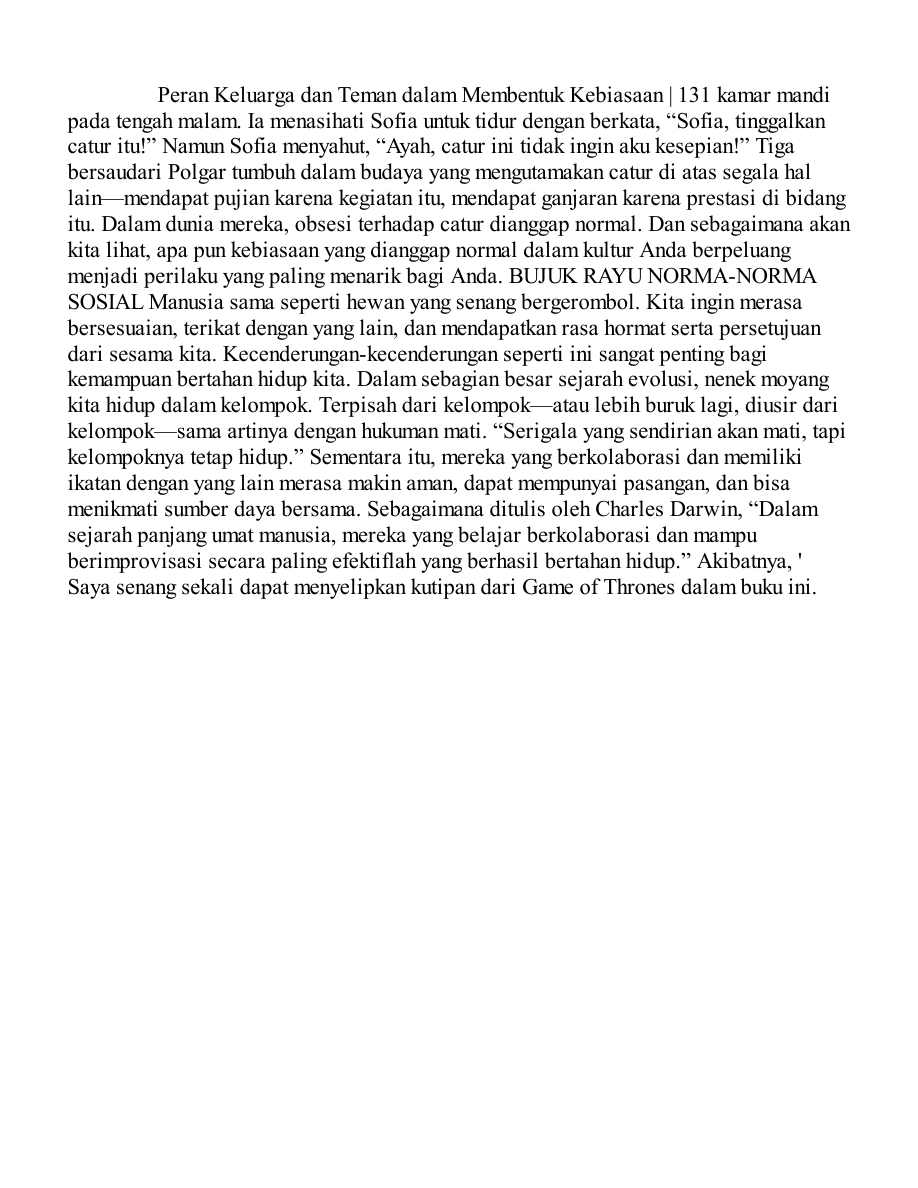 Peran Keluarga dan Teman dalam Membentuk Kebiasaan | 131 kamar mandi
pada tengah malam. Ia menasihati Sofia untuk tidur dengan berkata, “Sofia, tinggalkan
catur itu!” Namun Sofia menyahut, “Ayah, catur ini tidak ingin aku kesepian!” Tiga
bersaudari Polgar tumbuh dalam budaya yang mengutamakan catur di atas segala hal
lain—mendapat pujian karena kegiatan itu, mendapat ganjaran karena prestasi di bidang
itu. Dalam dunia mereka, obsesi terhadap catur dianggap normal. Dan sebagaimana akan
kita lihat, apa pun kebiasaan yang dianggap normal dalam kultur Anda berpeluang
menjadi perilaku yang paling menarik bagi Anda. BUJUK RAYU NORMA-NORMA
SOSIAL Manusia sama seperti hewan yang senang bergerombol. Kita ingin merasa
bersesuaian, terikat dengan yang lain, dan mendapatkan rasa hormat serta persetujuan
dari sesama kita. Kecenderungan-kecenderungan seperti ini sangat penting bagi
kemampuan bertahan hidup kita. Dalam sebagian besar sejarah evolusi, nenek moyang
kita hidup dalam kelompok. Terpisah dari kelompok—atau lebih buruk lagi, diusir dari
kelompok—sama artinya dengan hukuman mati. “Serigala yang sendirian akan mati, tapi
kelompoknya tetap hidup.” Sementara itu, mereka yang berkolaborasi dan memiliki
ikatan dengan yang lain merasa makin aman, dapat mempunyai pasangan, dan bisa
menikmati sumber daya bersama. Sebagaimana ditulis oleh Charles Darwin, “Dalam
sejarah panjang umat manusia, mereka yang belajar berkolaborasi dan mampu
berimprovisasi secara paling efektiflah yang berhasil bertahan hidup.” Akibatnya, '
Saya senang sekali dapat menyelipkan kutipan dari Game of Thrones dalam buku ini.